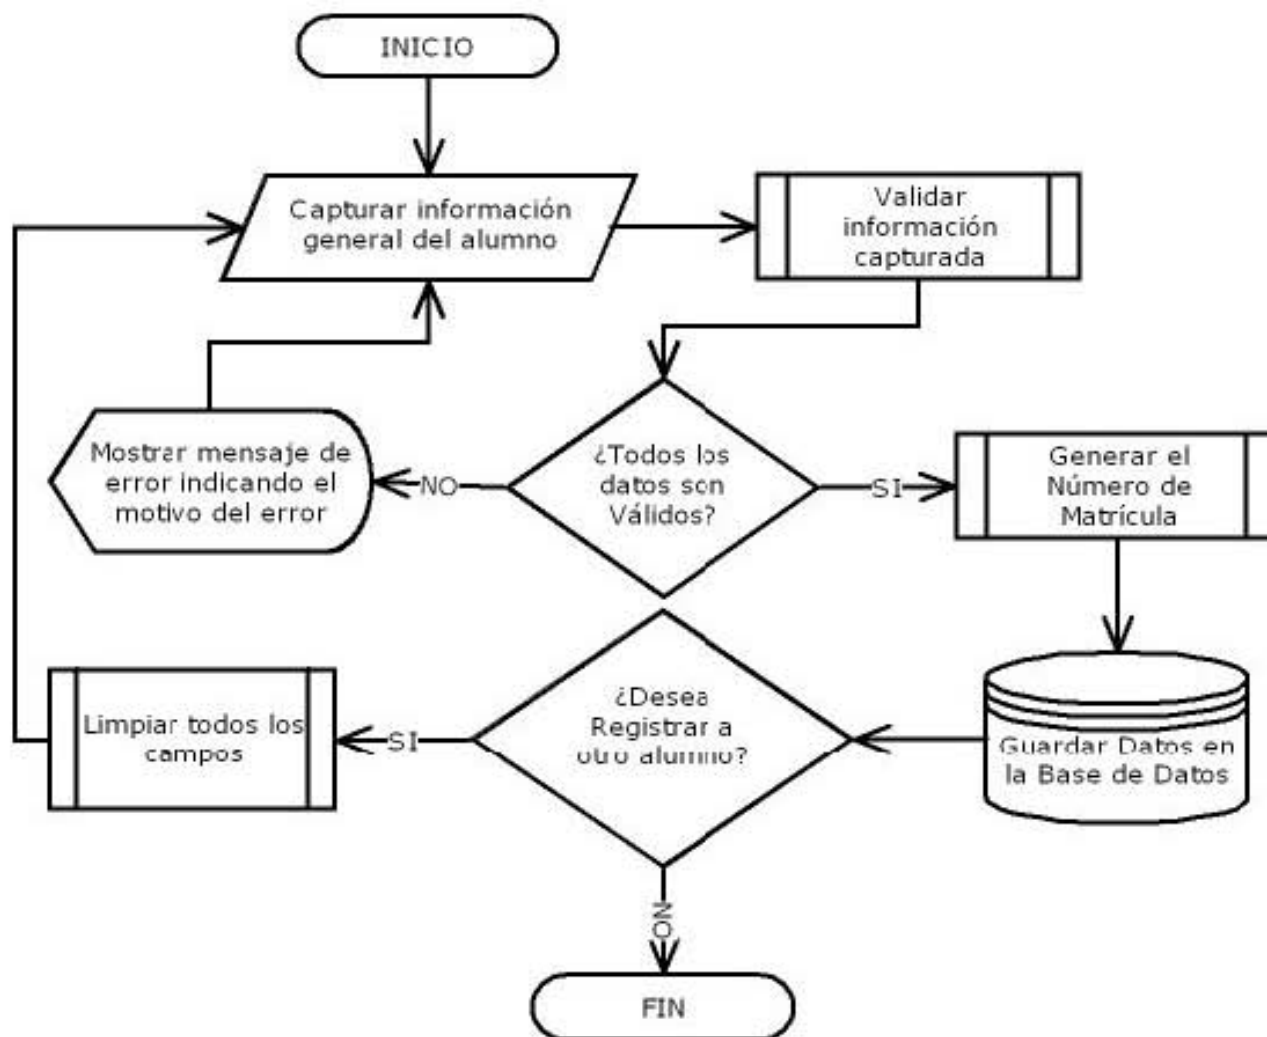 INICIO
Capturar información
general del alumno
Validar
información
capturada
¿Todos los
datos son
Válidos?
NO
Mostrar mensaje de
error indicando el
motivo del error
SI
Generar el
Número de
Matrícula
Guardar Datos en
la Base de Datos
¿Desea
Registrar a
otro alumno?
SI
Limpiar todos los
campos
NO
FIN